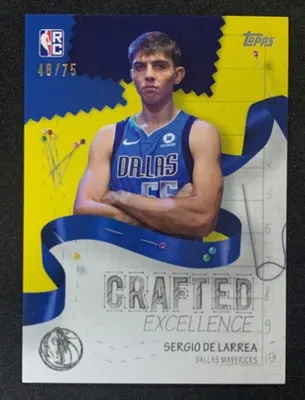 RC
Topps
48/75
DALLAS
55
CRAFTED
EXCELLENCE
SERGIO DE LARREA
DALLAS MAVERICKS